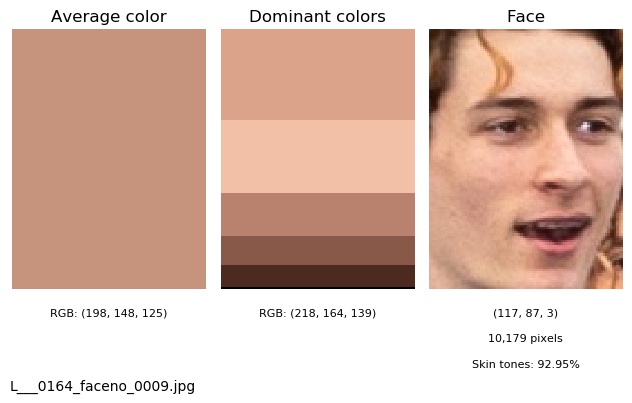 Average color
Dominant colors
Face
RGB: (198, 148, 125)
RGB: (218, 164, 139)
(117, 87, 3)
10,179 pixels
Skin tones: 92.95%
L___0164_faceno_0009.jpg